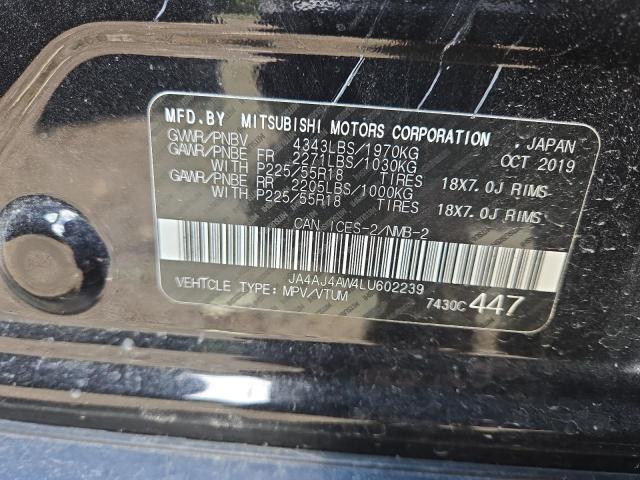 MFD.BY MITSUBISHI MOTORS CORPORATION , JAPAN
GVWR/PNBV 4343LBS/1970KG OCT 2019
GAWR/PNBE FR 2271LBS/1030KG
WITH P225/55R18 TIRES 18X7.0J RIMS
GAWR/PNBE RR 2205LBS/1000KG
WITH P225/55R18 TIRES 18X7.0J RIMS
CAN ICES-2/NMB-2
JA4AJ4AW4LU602239
VEHICLE TYPE: MPV/VTUM 7430C 447